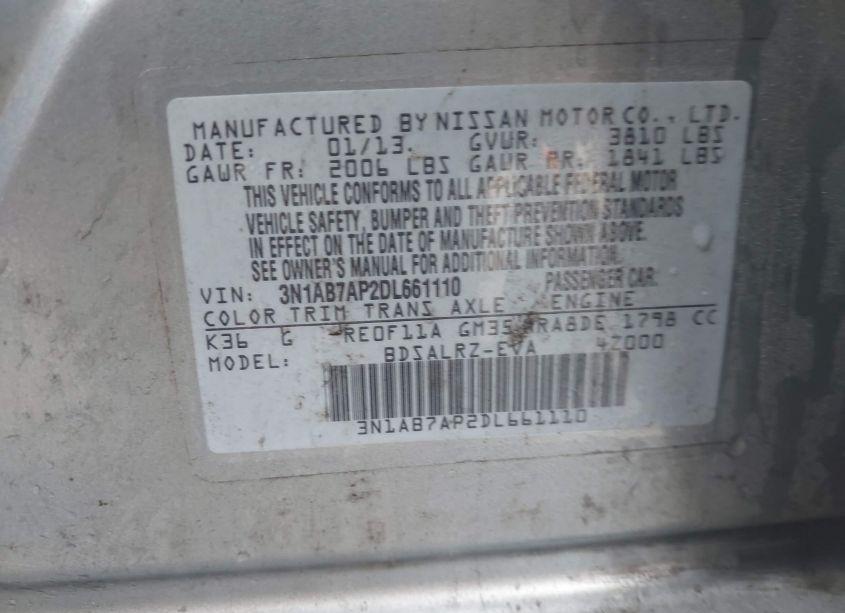 MANUFACTURED BY NISSAN MOTOR CO., LTD.
DATE: 01/13. GVWR: 3810 LBS
GAWR FR: 2006 LBS GAWR RR: 1841 LBS
THIS VEHICLE CONFORMS TO ALL APPLICABLE FEDERAL MOTOR
VEHICLE SAFETY, BUMPER AND THEFT PREVENTION STANDARDS
IN EFFECT ON THE DATE OF MANUFACTURE SHOWN ABOVE.
SEE OWNER'S MANUAL FOR ADDITIONAL INFORMATION.
VIN: 3N1AB7AP2DL661110 PASSENGER CAR
COLOR TRIM TRANS AXLE ENGINE
K36 G RE0F11A GM35 MRA8DE 1798 CC
MODEL: BDSALRZ-EVA 4Z000
3N1AB7AP2DL661110